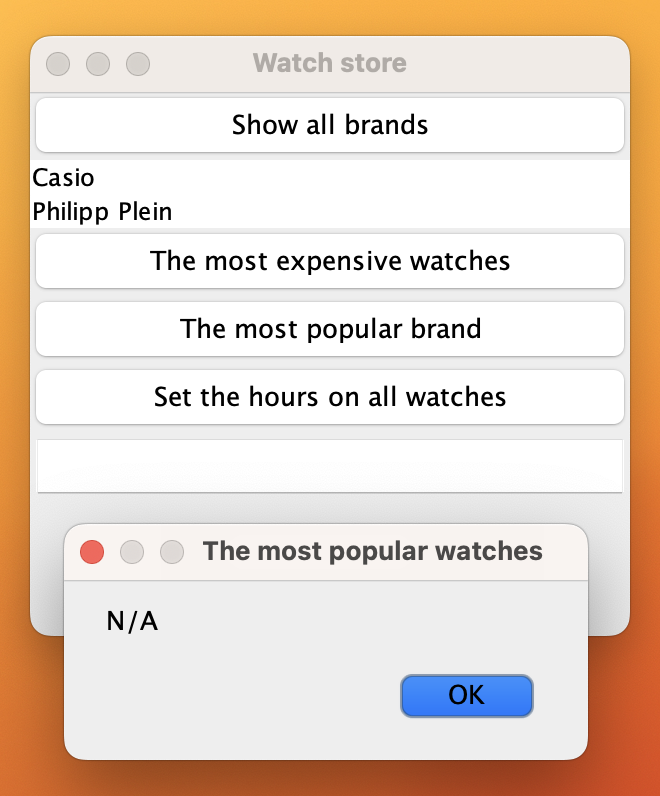 Watch store
Show all brands
Casio
Philipp Plein
The most expensive watches
The most popular brand
Set the hours on all watches
The most popular watches
N/A
OK